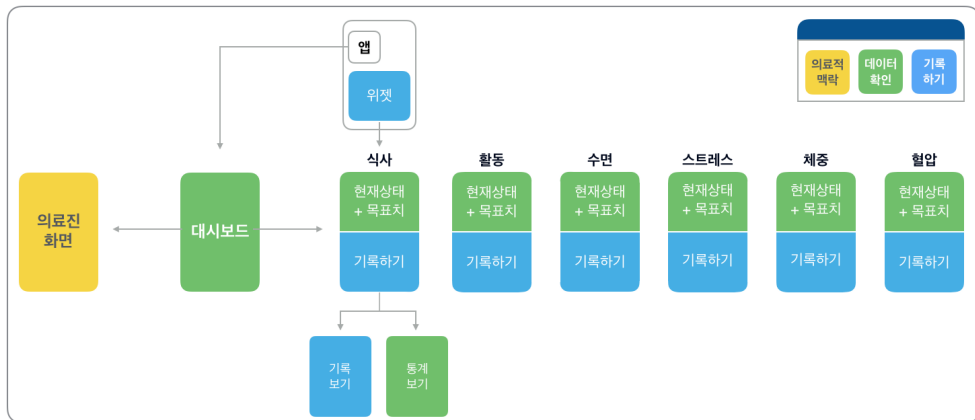 앱
위젯
의료적
맥락
데이터
확인
기록
하기
식사
활동
수면
스트레스
체중
혈압
의료진
화면
대시보드
현재상태
+ 목표치
기록하기
현재상태
+ 목표치
기록하기
현재상태
+ 목표치
기록하기
현재상태
+ 목표치
기록하기
현재상태
+ 목표치
기록하기
현재상태
+ 목표치
기록하기
기록
보기
통계
보기